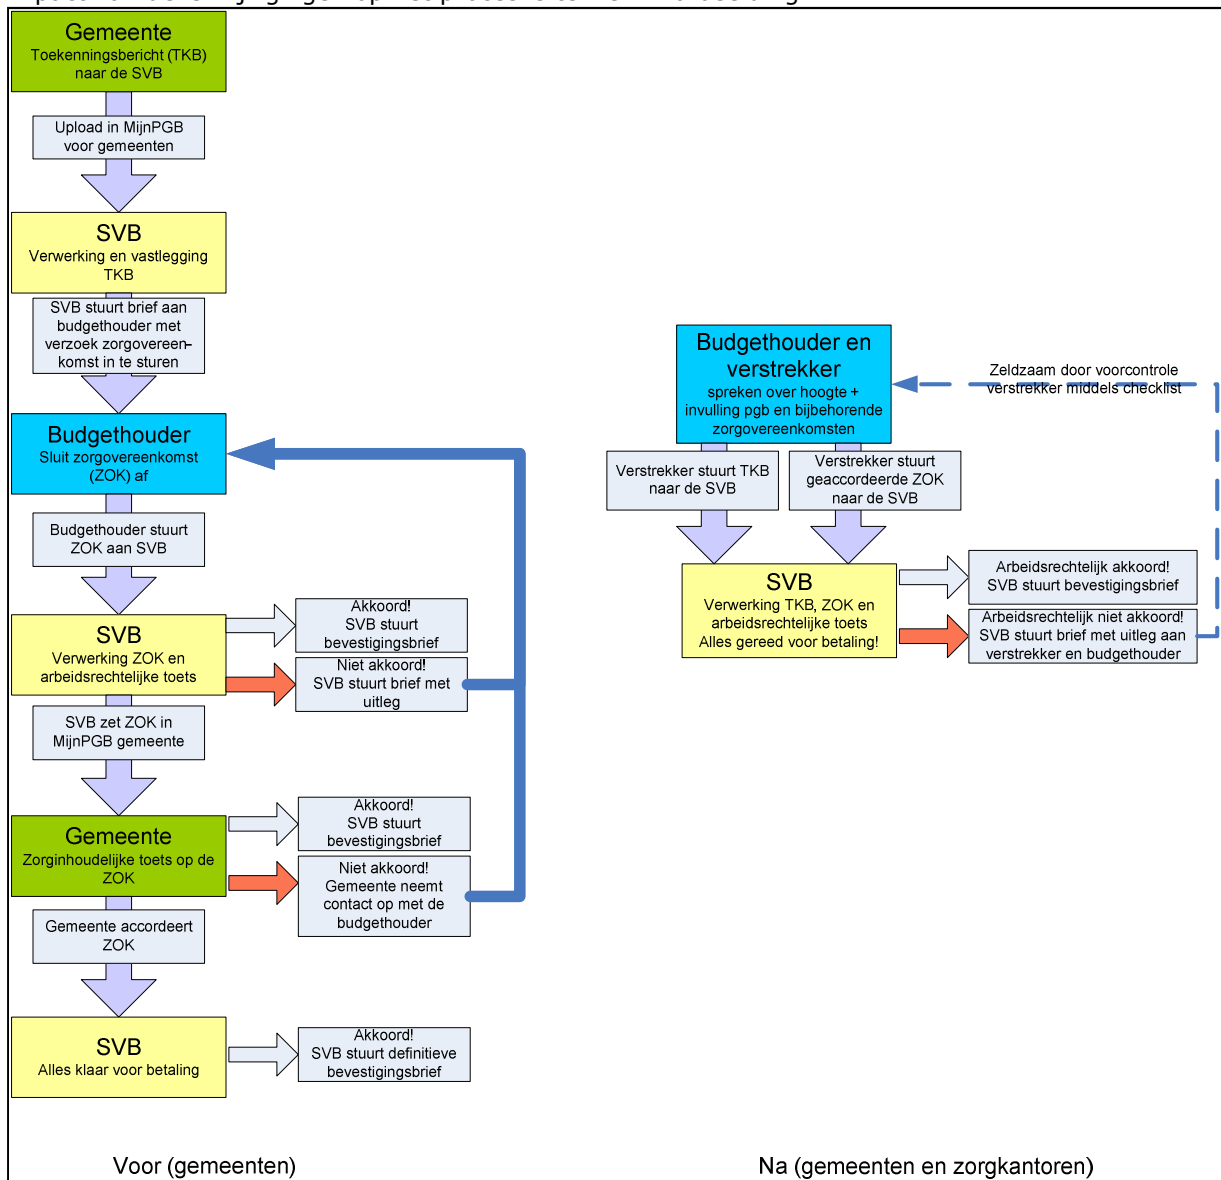 Gemeente
Toekenningsbericht (TKB)
naar de SVB
Upload in MijnPGB
voor gemeenten
SVB
Verwerking en vastlegging
TKB
SVB stuurt brief aan
budgethouder met
verzoek zorgovereen-
komst in te sturen
Budgethouder
Sluit zorgovereenkomst
(ZOK) af
Budgethouder stuurt
ZOK aan SVB
SVB
Verwerking ZOK en
arbeidsrechtelijke toets
Akkoord!
SVB stuurt
bevestigingsbrief
Niet akkoord!
SVB stuurt brief met
uitleg
SVB zet ZOK in
MijnPGB gemeente
Gemeente
Zorginhoudelijke toets op de
ZOK
Akkoord!
SVB stuurt
bevestigingsbrief
Niet akkoord!
Gemeente neemt
contact op met de
budgethouder
Gemeente accordeert
ZOK
SVB
Alles klaar voor betaling
Akkoord!
SVB stuurt definitieve
bevestigingsbrief
Voor (gemeenten)
Budgethouder en
verstrekker
spreken over hoogte +
invulling pgb en bijbehorende
zorgovereenkomsten
Zeldzaam door voorcontrole
verstrekker middels checklist
Verstrekker stuurt TKB
naar de SVB
Verstrekker stuurt
geaccordeerde ZOK
naar de SVB
SVB
Verwerking TKB, ZOK en
arbeidsrechtelijke toets
Alles gereed voor betaling!
Arbeidsrechtelijk akkoord!
SVB stuurt bevestigingsbrief
Arbeidsrechtelijk niet akkoord!
SVB stuurt brief met uitleg aan
verstrekker en budgethouder
Na (gemeenten en zorgkantoren)